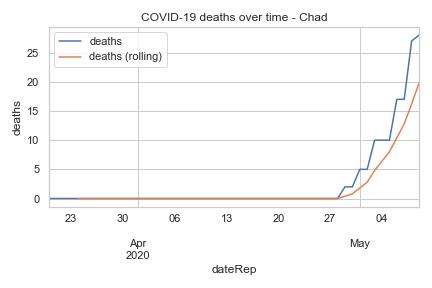 COVID-19 deaths over time - Chad
deaths
deaths (rolling)
deaths
25
20
15
10
5
0
23 30 06 13 20 27 04
Apr May
2020
dateRep